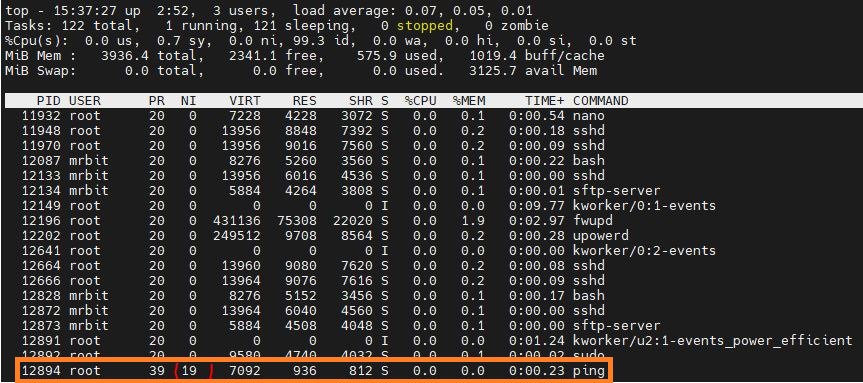 top - 15:37:27 up  2:52,  3 users,  load average: 0.07, 0.05, 0.01
Tasks: 122 total,   1 running, 121 sleeping,   0 stopped,   0 zombie
%Cpu(s):  0.0 us,  0.7 sy,  0.0 ni, 99.3 id,  0.0 wa,  0.0 hi,  0.0 si,  0.0 st
MiB Mem :   3936.4 total,   2341.1 free,    575.9 used,   1019.4 buff/cache
MiB Swap:      0.0 total,      0.0 free,      0.0 used.   3125.7 avail Mem
PID USER      PR  NI    VIRT    RES    SHR S  %CPU  %MEM     TIME+ COMMAND
11932 root      20   0    7228   4228   3072 S   0.0   0.1   0:00.54 nano
11948 root      20   0   13956   8848   7392 S   0.0   0.2   0:00.18 sshd
11970 root      20   0   13956   9016   7560 S   0.0   0.2   0:00.09 sshd
12087 mrbit     20   0    8276   5260   3560 S   0.0   0.1   0:00.22 bash
12133 mrbit     20   0   13956   6016   4536 S   0.0   0.1   0:00.00 sshd
12134 mrbit     20   0    5884   4264   3808 S   0.0   0.1   0:00.01 sftp-server
12149 root      20   0       0      0      0 I   0.0   0.0   0:09.77 kworker/0:1-events
12196 root      20   0  431136  75308  22020 S   0.0   1.9   0:02.97 fwupd
12202 root      20   0  249512   9708   8564 S   0.0   0.2   0:00.28 upowerd
12641 root      20   0       0      0      0 I   0.0   0.0   0:00.00 kworker/0:2-events
12664 root      20   0   13960   9080   7620 S   0.0   0.2   0:00.08 sshd
12666 root      20   0   13964   9076   7616 S   0.0   0.2   0:00.09 sshd
12828 mrbit     20   0    8276   5152   3456 S   0.0   0.1   0:00.17 bash
12872 mrbit     20   0   13964   6040   4560 S   0.0   0.1   0:00.00 sshd
12873 mrbit     20   0    5884   4508   4048 S   0.0   0.1   0:00.00 sftp-server
12891 root      20   0       0      0      0 I   0.0   0.0   0:01.24 kworker/u2:1-events_power_efficient
12892 root      20   0    9580   4740   4032 S   0.0   0.1   0:00.02 sudo
12894 root      39  19    7092    936    812 S   0.0   0.0   0:00.23 ping